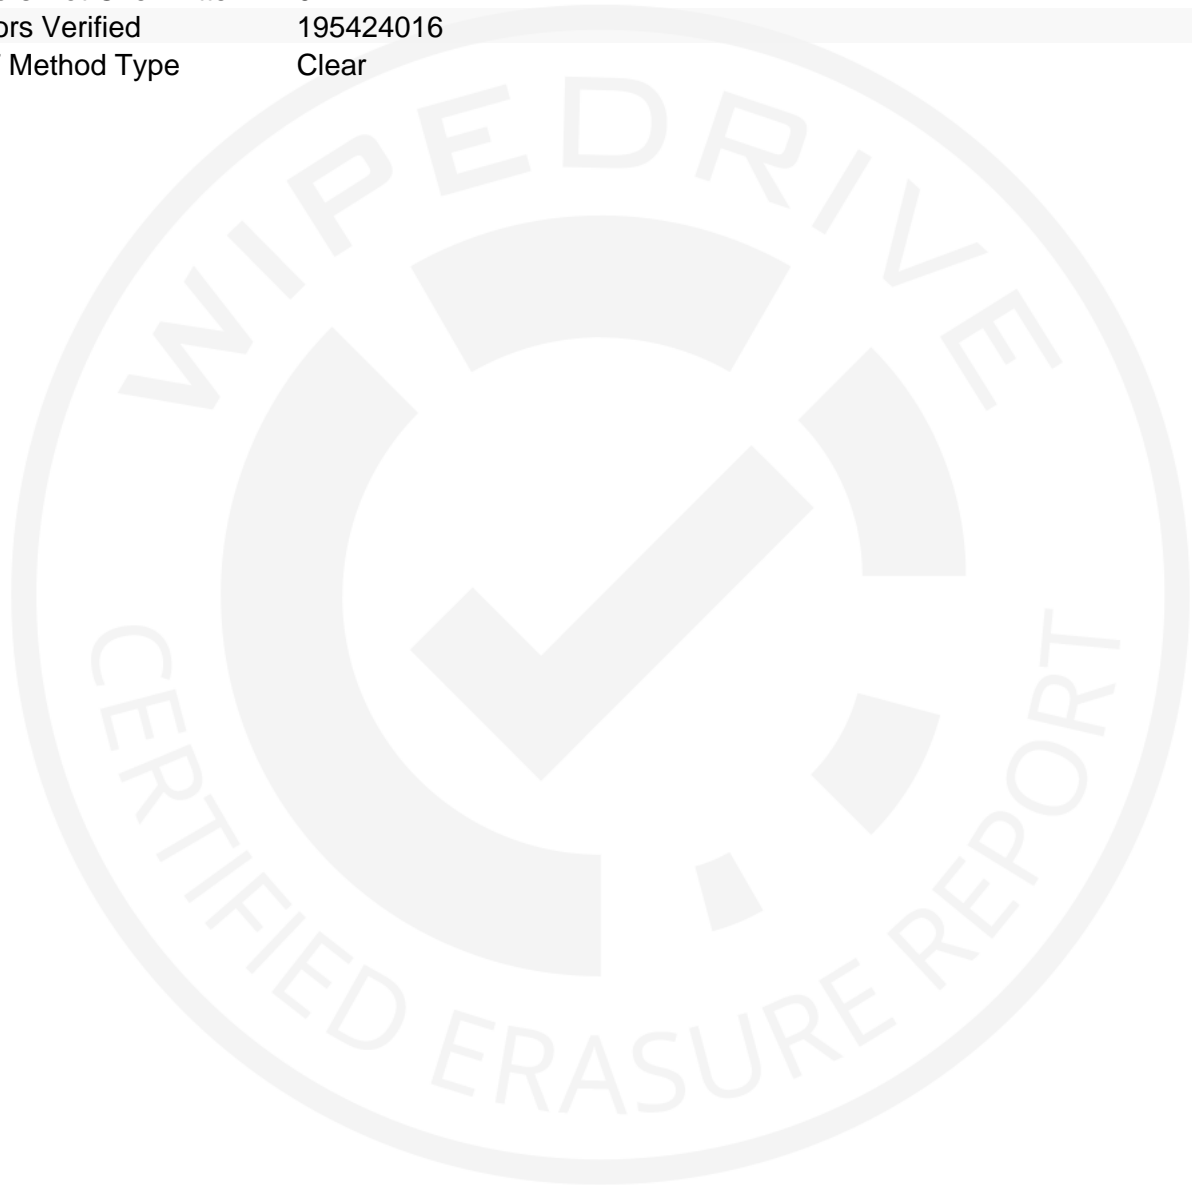 ors Verified 195424016
Method Type Clear
WIPEDRIVE
CERTIFIED ERASURE REPORT